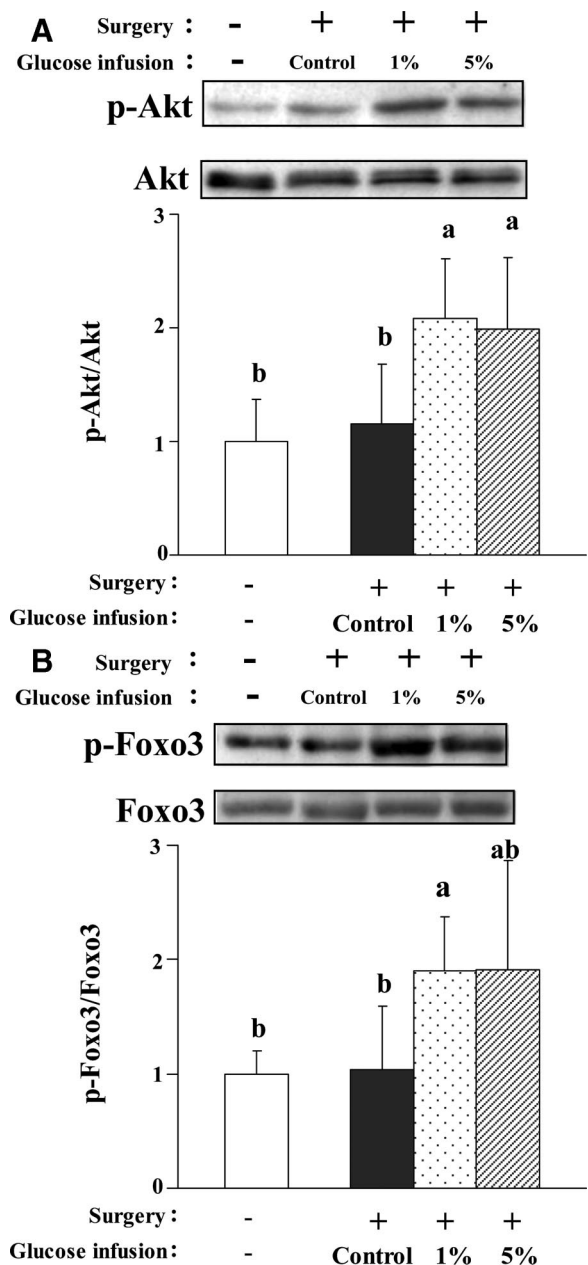 A
Surgery : - + + +
Glucose infusion : - Control 1% 5%
p-Akt
Akt
3
a a
2
b
b
p-Akt/Akt
1
0
Surgery : - + + +
Glucose infusion : - Control 1% 5%
B
Surgery : - + + +
Glucose infusion : - Control 1% 5%
p-Foxo3
Foxo3
3
ab
a
2
b
b
p-Foxo3/Foxo3
1
0
Surgery : - + + +
Glucose infusion : - Control 1% 5%